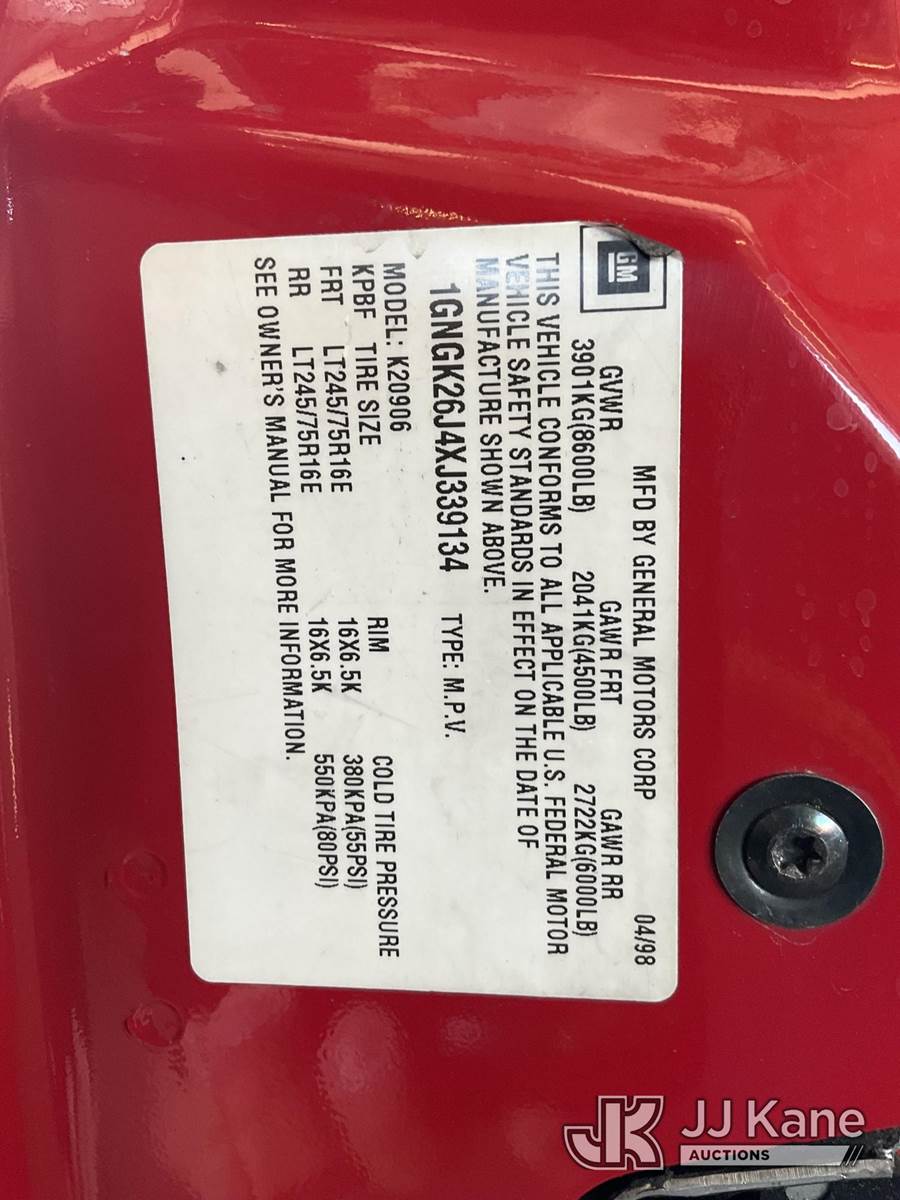 GM
MFD BY GENERAL MOTORS CORP 04/98
GVWR GAWR FRT GAWR RR
3901KG(8600LB) 2041KG(4500LB) 2722KG(6000LB)
THIS VEHICLE CONFORMS TO ALL APPLICABLE U.S. FEDERAL MOTOR
VEHICLE SAFETY STANDARDS IN EFFECT ON THE DATE OF
MANUFACTURE SHOWN ABOVE.
1GNGK26J4XJ339134 TYPE: M.P.V.
MODEL: K20906
KPBF TIRE SIZE RIM COLD TIRE PRESSURE
FRT LT245/75R16E 16X6.5K 380KPA(55PSI)
RR LT245/75R16E 16X6.5K 550KPA(80PSI)
SEE OWNER'S MANUAL FOR MORE INFORMATION.
JK JJ Kane
AUCTIONS